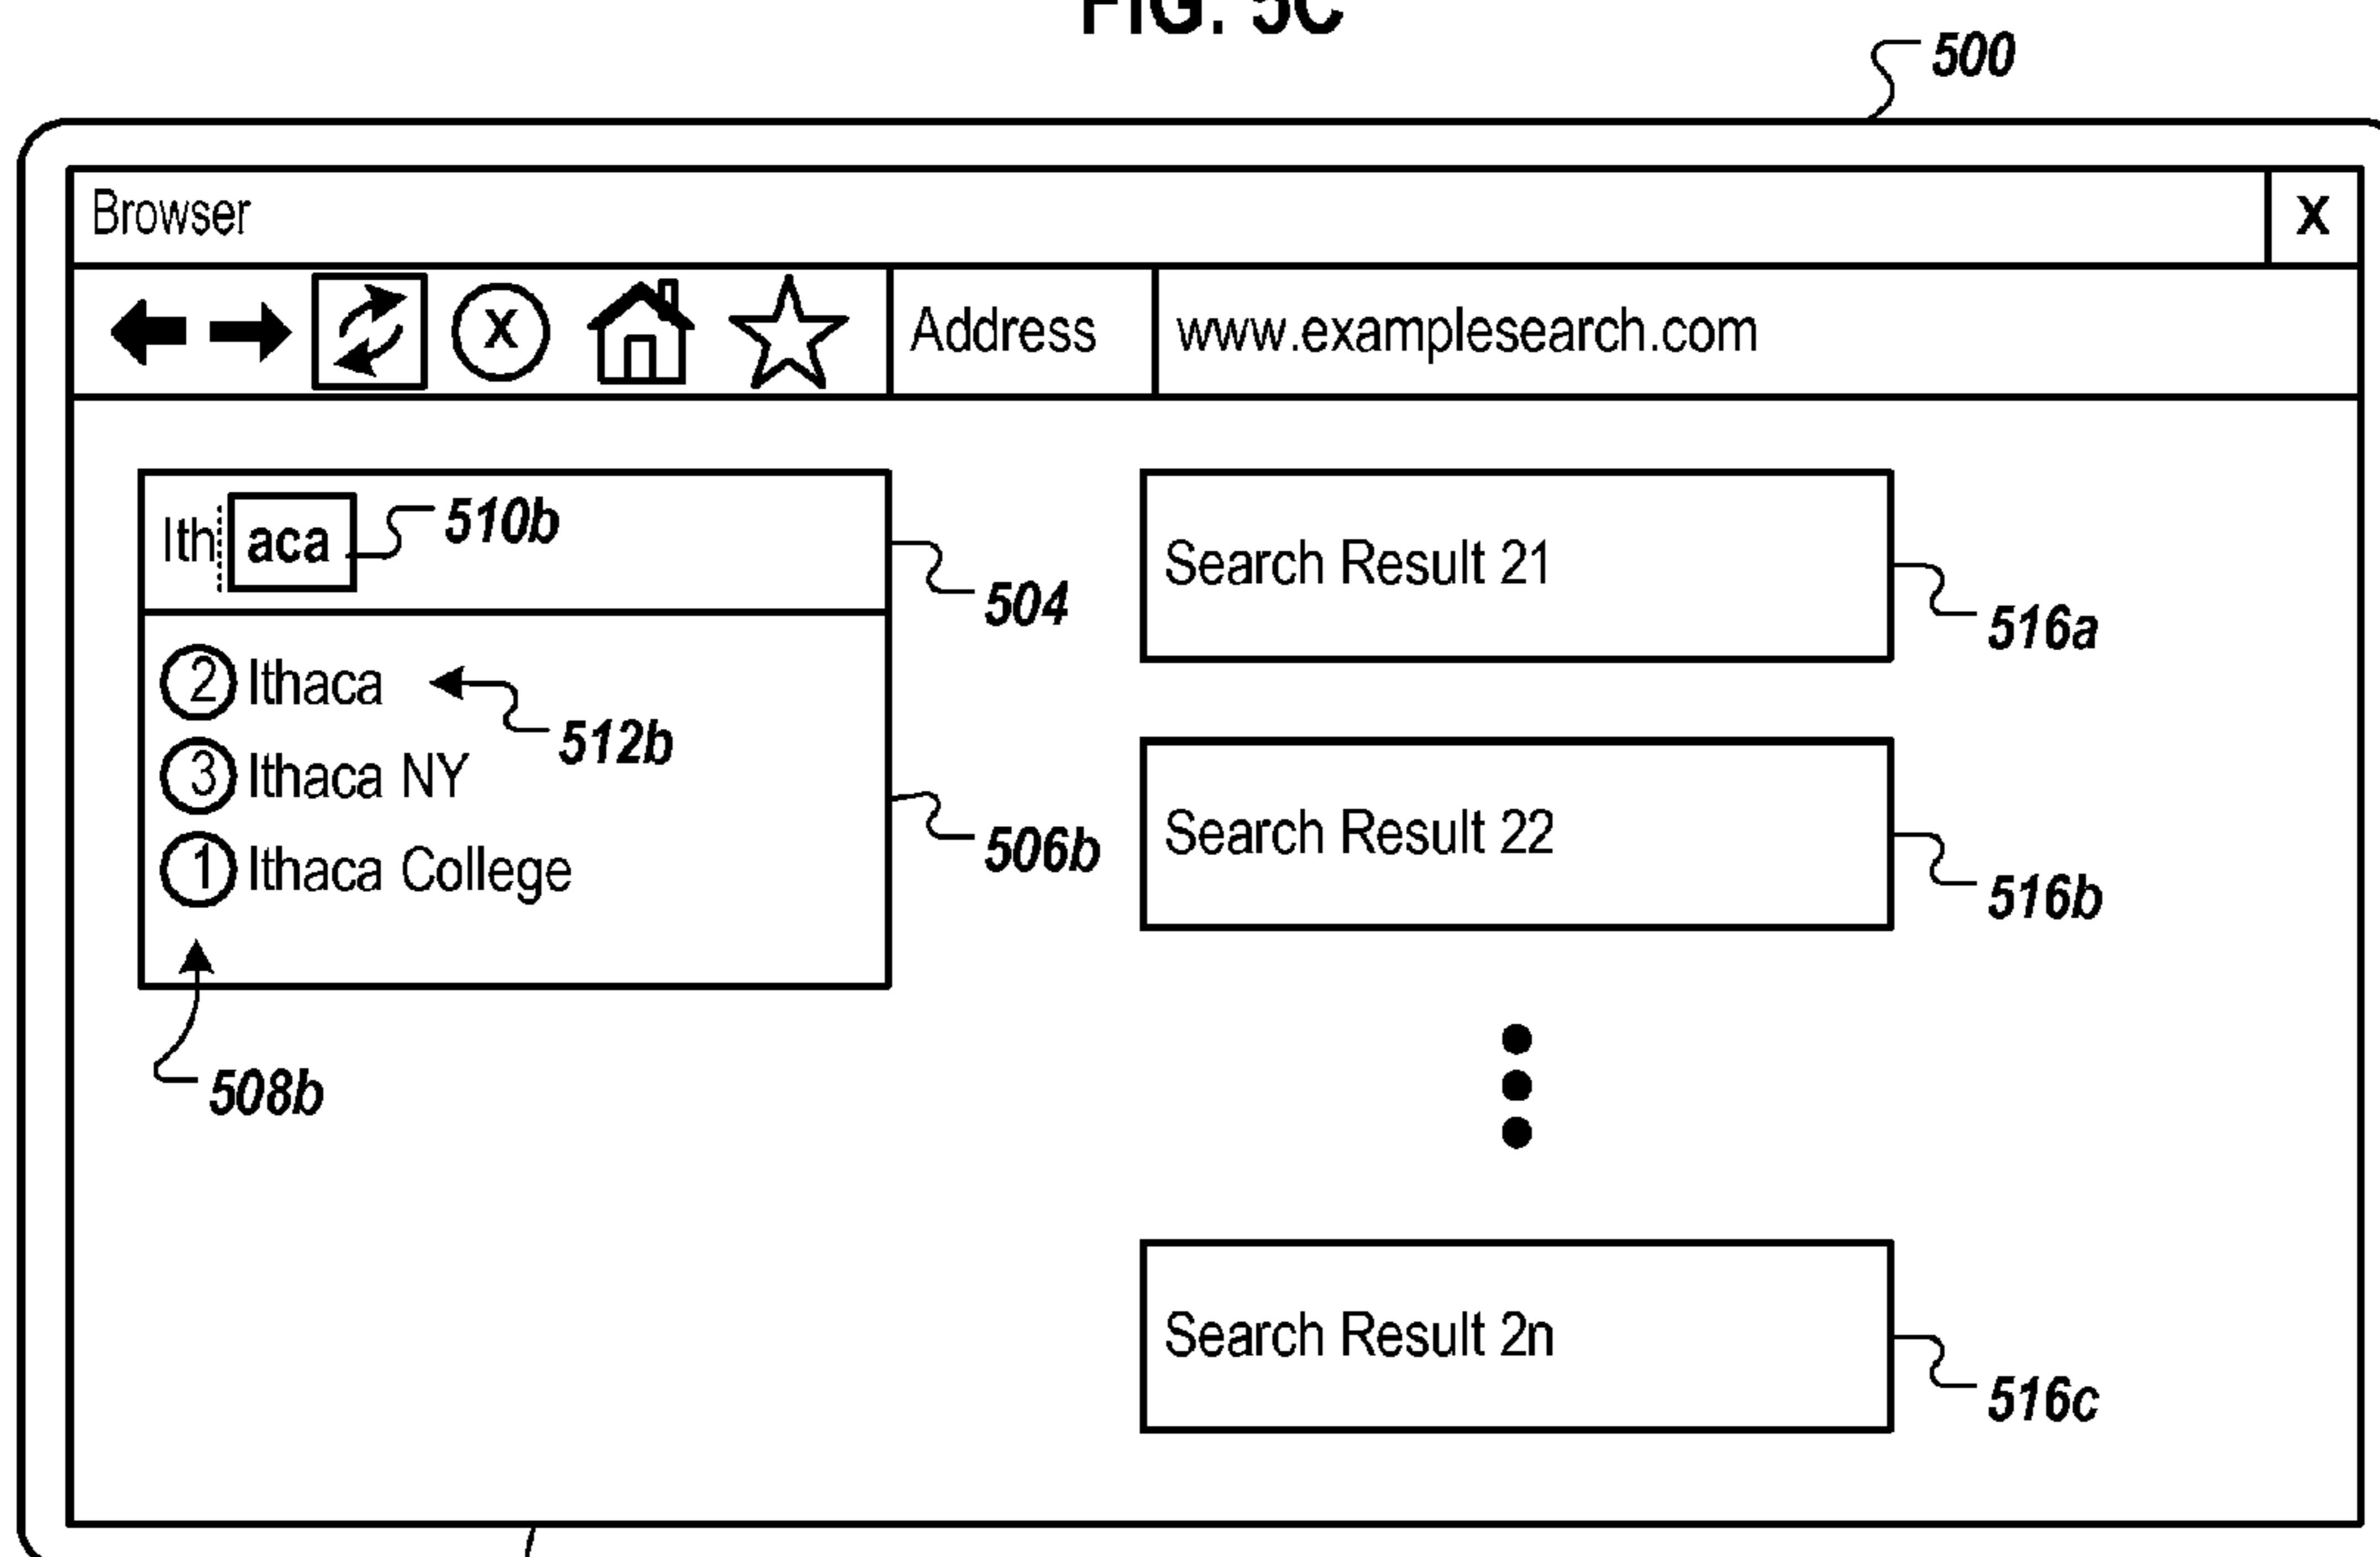 FIG. 5C
500
Browser
X
X
Address
www.examplesearch.com
Ith aca
510b
504
② Ithaca
512b
③ Ithaca NY
① Ithaca College
506b
508b
Search Result 21
516a
Search Result 22
516b
Search Result 2n
516c